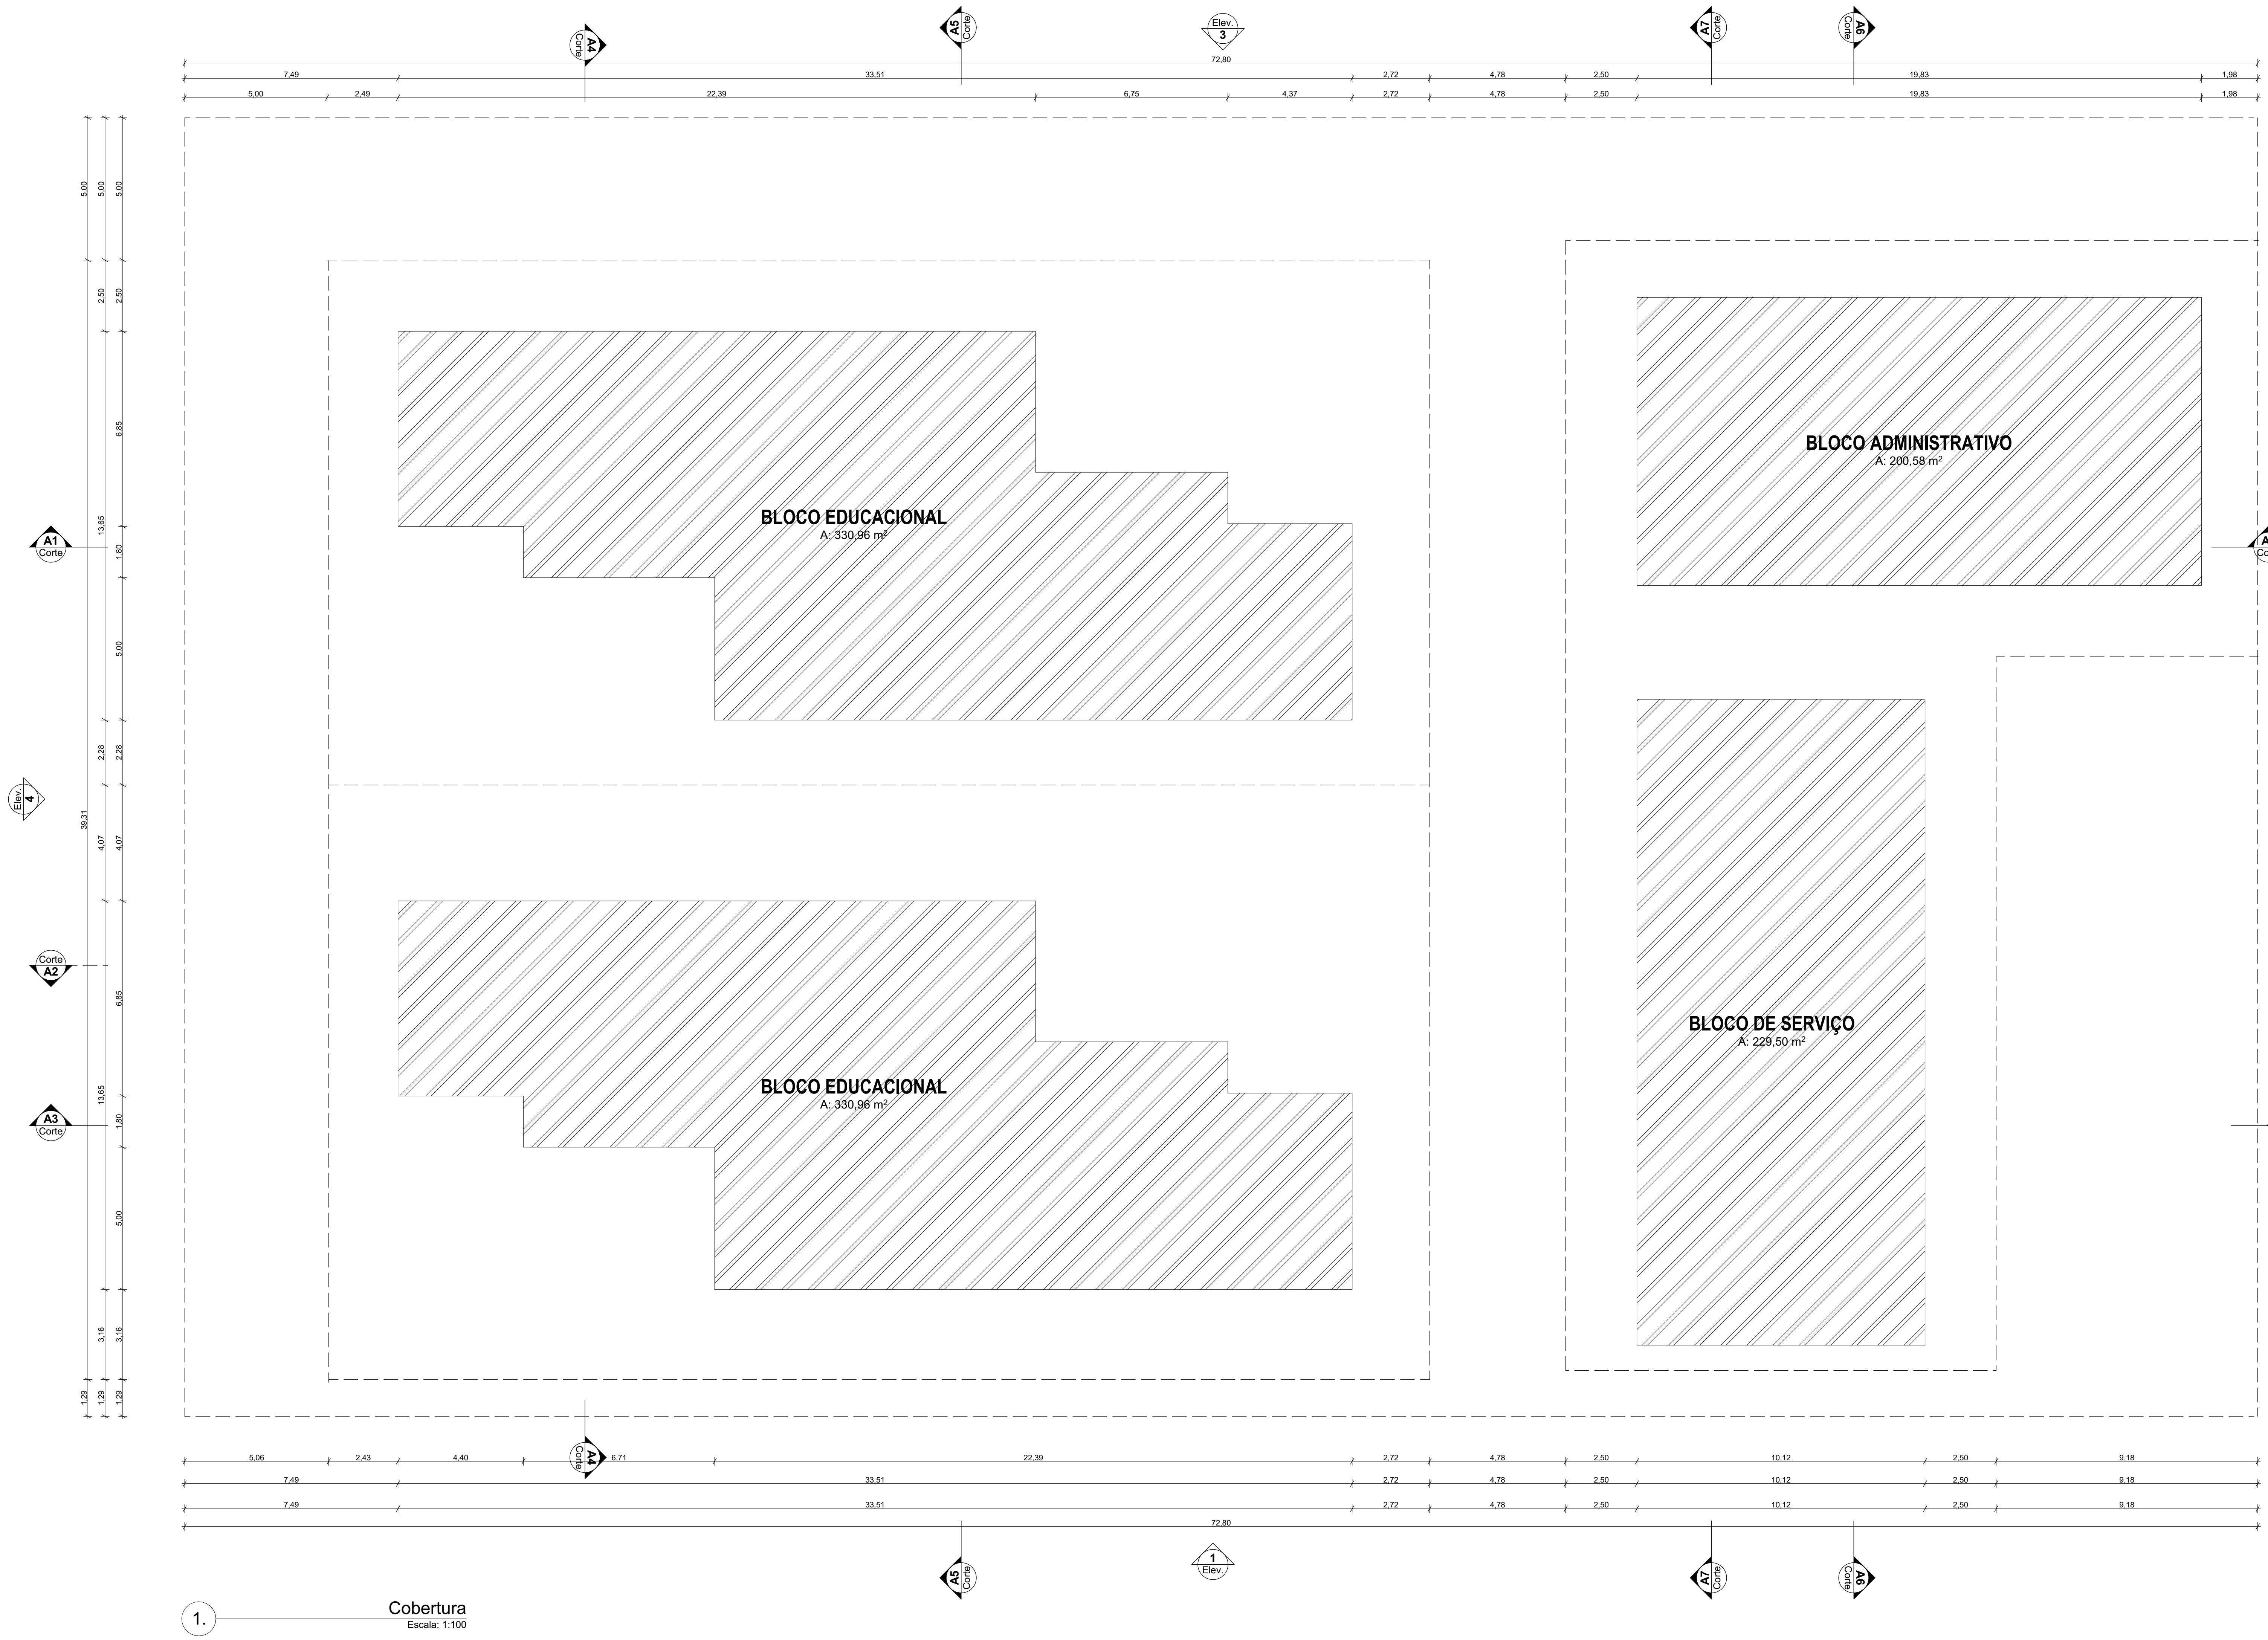 A4
Corte
A5
Corte
Elev.
3
A7
Corte
A6
Corte
72,80
7,49 33,51 2,72 4,78 2,50 19,83 1,98
5,00 2,49 22,39 6,75 4,37 2,72 4,78 2,50 19,83 1,98
5,00 5,00 5,00
2,50 2,50
6,85
13,65
1,80
5,00
2,28 2,28
39,31
4,07 4,07
6,85
13,65
1,80
5,00
3,16 3,16
1,29 1,29 1,29
A1
Corte
Elev.
4
Corte
A2
A3
Corte
BLOCO EDUCACIONAL
A: 330,96 m²
BLOCO ADMINISTRATIVO
A: 200,58 m²
BLOCO EDUCACIONAL
A: 330,96 m²
BLOCO DE SERVIÇO
A: 229,50 m²
5,06 2,43 4,40 6,71 22,39 2,72 4,78 2,50 10,12 2,50 9,18
7,49 33,51 2,72 4,78 2,50 10,12 2,50 9,18
7,49 33,51 2,72 4,78 2,50 10,12 2,50 9,18
72,80
A4
Corte
A5
Corte
1
Elev.
A7
Corte
A6
Corte
1.
Cobertura
Escala: 1:100